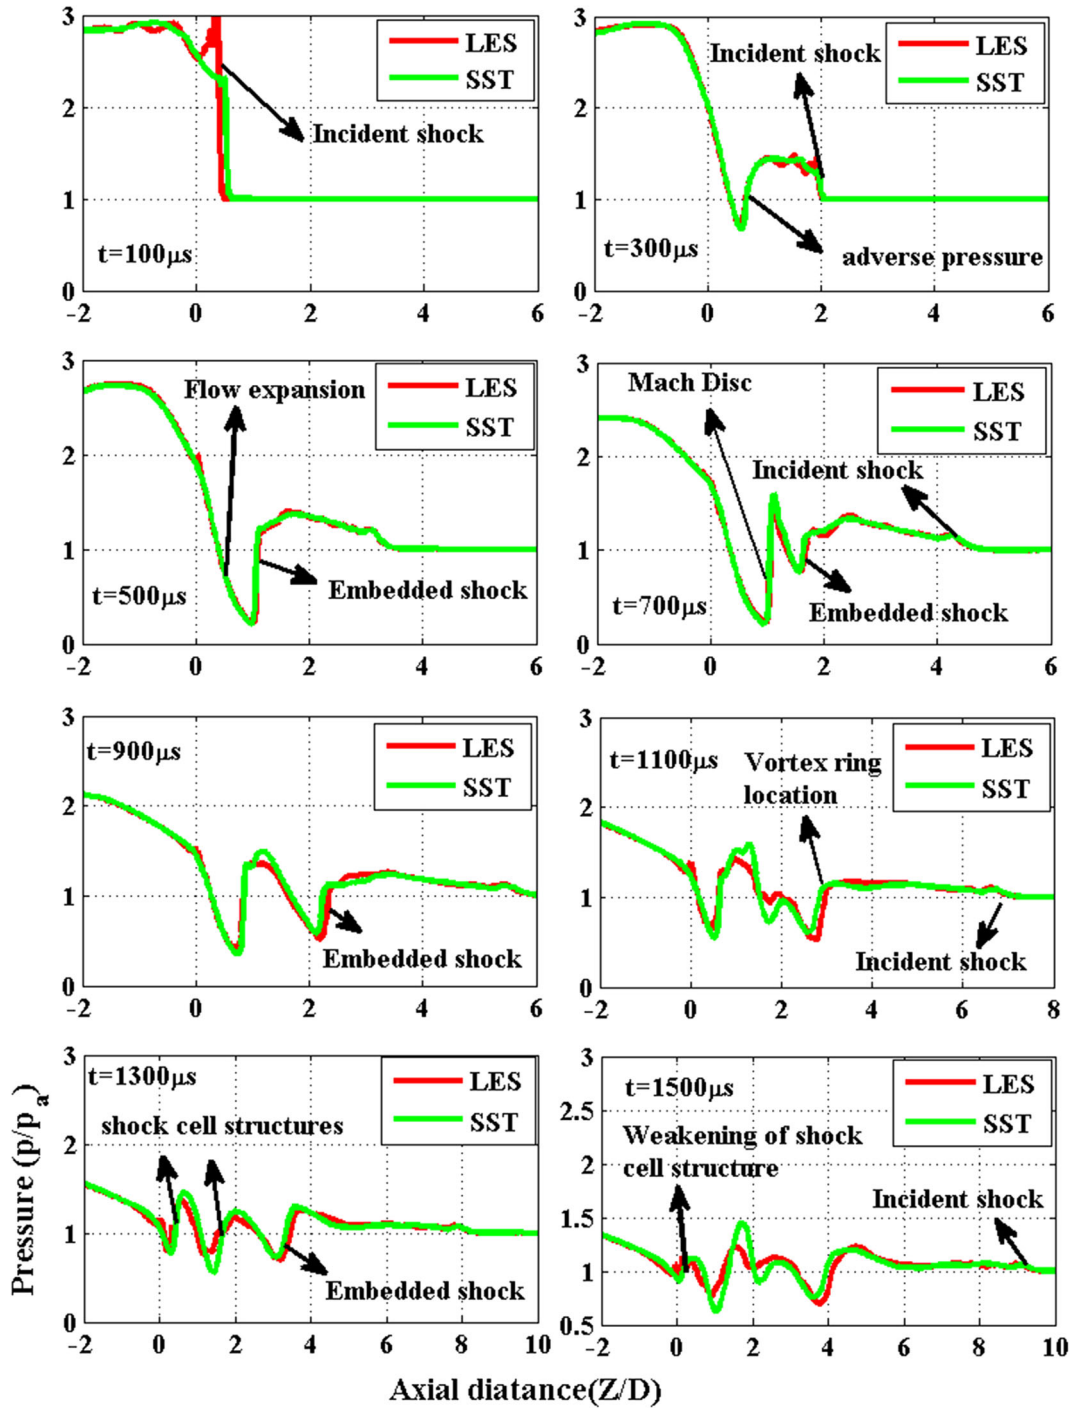 3
2
1
0
-2 0 2 4 6
LES
SST
Incident shock
t=100μs
3
2
1
0
-2 0 2 4 6
LES
SST
Incident shock
adverse pressure
t=300μs
3
2
1
0
-2 0 2 4 6
LES
SST
Flow expansion
Embedded shock
t=500μs
3
2
1
0
-2 0 2 4 6
LES
SST
Mach Disc
Incident shock
Embedded shock
t=700μs
3
2
1
0
-2 0 2 4 6
t=900μs
LES
SST
Embedded shock
3
2
1
0
-2 0 2 4 6 8
t=1100μs
Vortex ring
location
LES
SST
Incident shock
3
2
1
0
-2 0 2 4 6 8 10
t=1300μs
LES
SST
shock cell structures
Embedded shock
3
2.5
2
1.5
1
0.5
-2 0 2 4 6 8 10
t=1500μs
LES
SST
Weakening of shock
cell structure
Incident shock
Pressure (p/pa)
Axial diatance(Z/D)